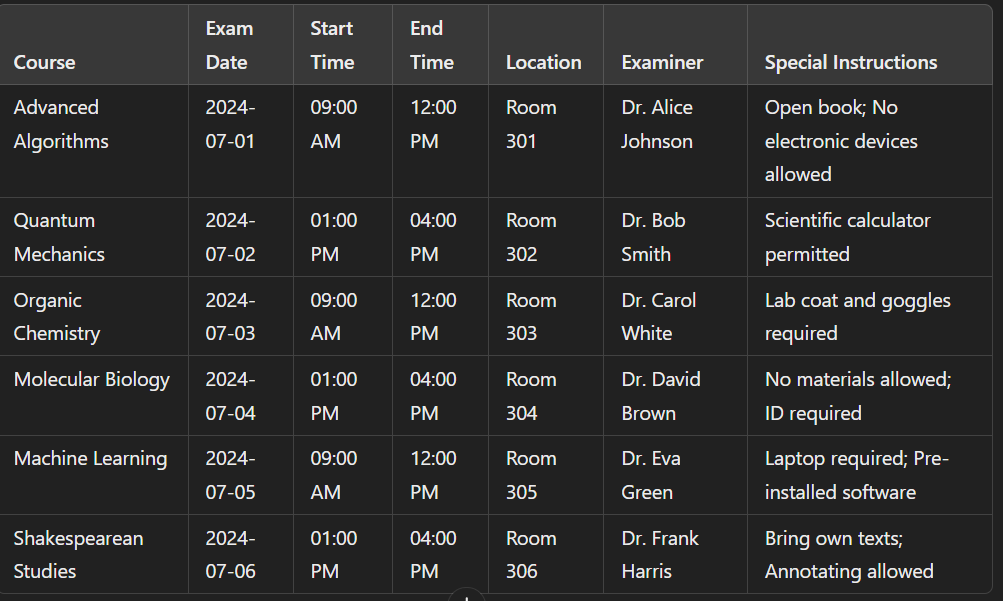 Course
Exam
Date
Start
Time
End
Time
Location
Examiner
Special Instructions
Advanced
Algorithms
2024-
07-01
09:00
AM
12:00
PM
Room
301
Dr. Alice
Johnson
Open book; No
electronic devices
allowed
Quantum
Mechanics
2024-
07-02
01:00
PM
04:00
PM
Room
302
Dr. Bob
Smith
Scientific calculator
permitted
Organic
Chemistry
2024-
07-03
09:00
AM
12:00
PM
Room
303
Dr. Carol
White
Lab coat and goggles
required
Molecular Biology
2024-
07-04
01:00
PM
04:00
PM
Room
304
Dr. David
Brown
No materials allowed;
ID required
Machine Learning
2024-
07-05
09:00
AM
12:00
PM
Room
305
Dr. Eva
Green
Laptop required; Pre-
installed software
Shakespearean
Studies
2024-
07-06
01:00
PM
04:00
PM
Room
306
Dr. Frank
Harris
Bring own texts;
Annotating allowed